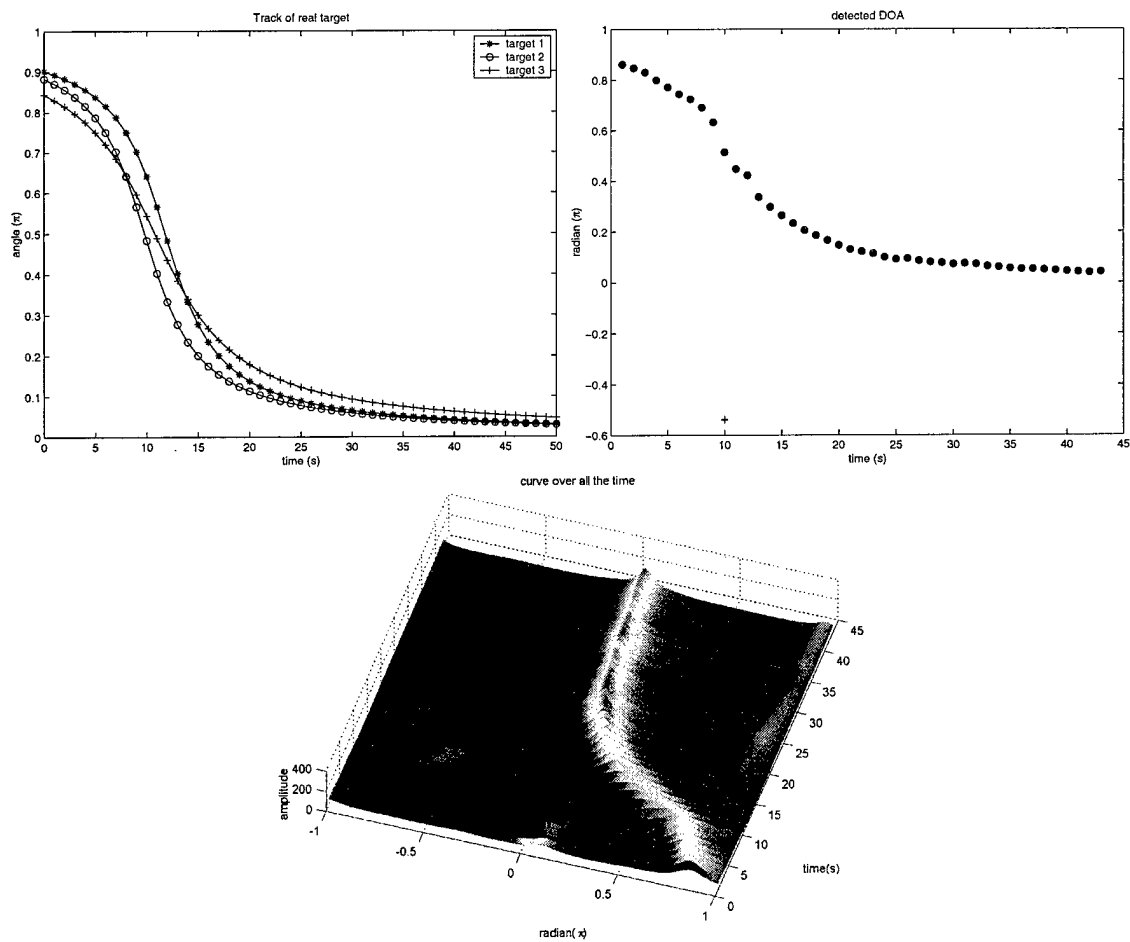 Track of real target
target 1
target 2
target 3
1
0.9
0.8
0.7
0.6
0.5
0.4
0.3
0.2
0.1
0
angle (π)
0 5 10 15 20 25 30 35 40 45 50
time (s)
detected DOA
1
0.8
0.6
0.4
0.2
0
−0.2
−0.4
−0.6
radian (π)
0 5 10 15 20 25 30 35 40 45
time (s)
curve over all the time
400
200
0
amplitude
-1
-0.5
0
0.5
1
radian(π)
45
40
35
30
25
20
15
10
5
0
time(s)